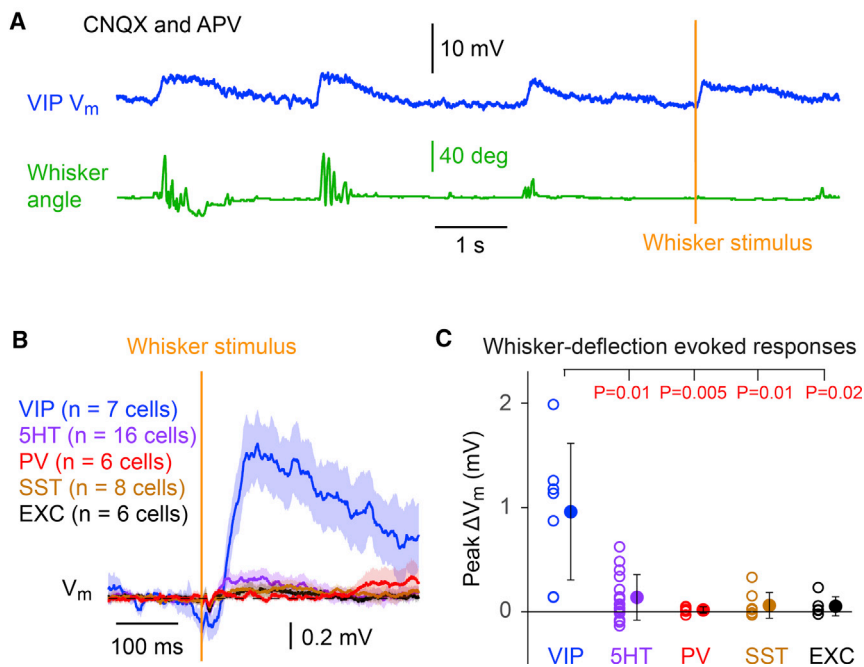 A
CNQX and APV
10 mV
VIP Vm
40 deg
Whisker
angle
1 s
Whisker stimulus
B
Whisker stimulus
VIP (n = 7 cells)
5HT (n = 16 cells)
PV (n = 6 cells)
SST (n = 8 cells)
EXC (n = 6 cells)
Vm
100 ms
0.2 mV
C
Whisker-deflection evoked responses
P=0.01 P=0.005 P=0.01 P=0.02
Peak ΔVm (mV)
2
1
0
VIP 5HT PV SST EXC